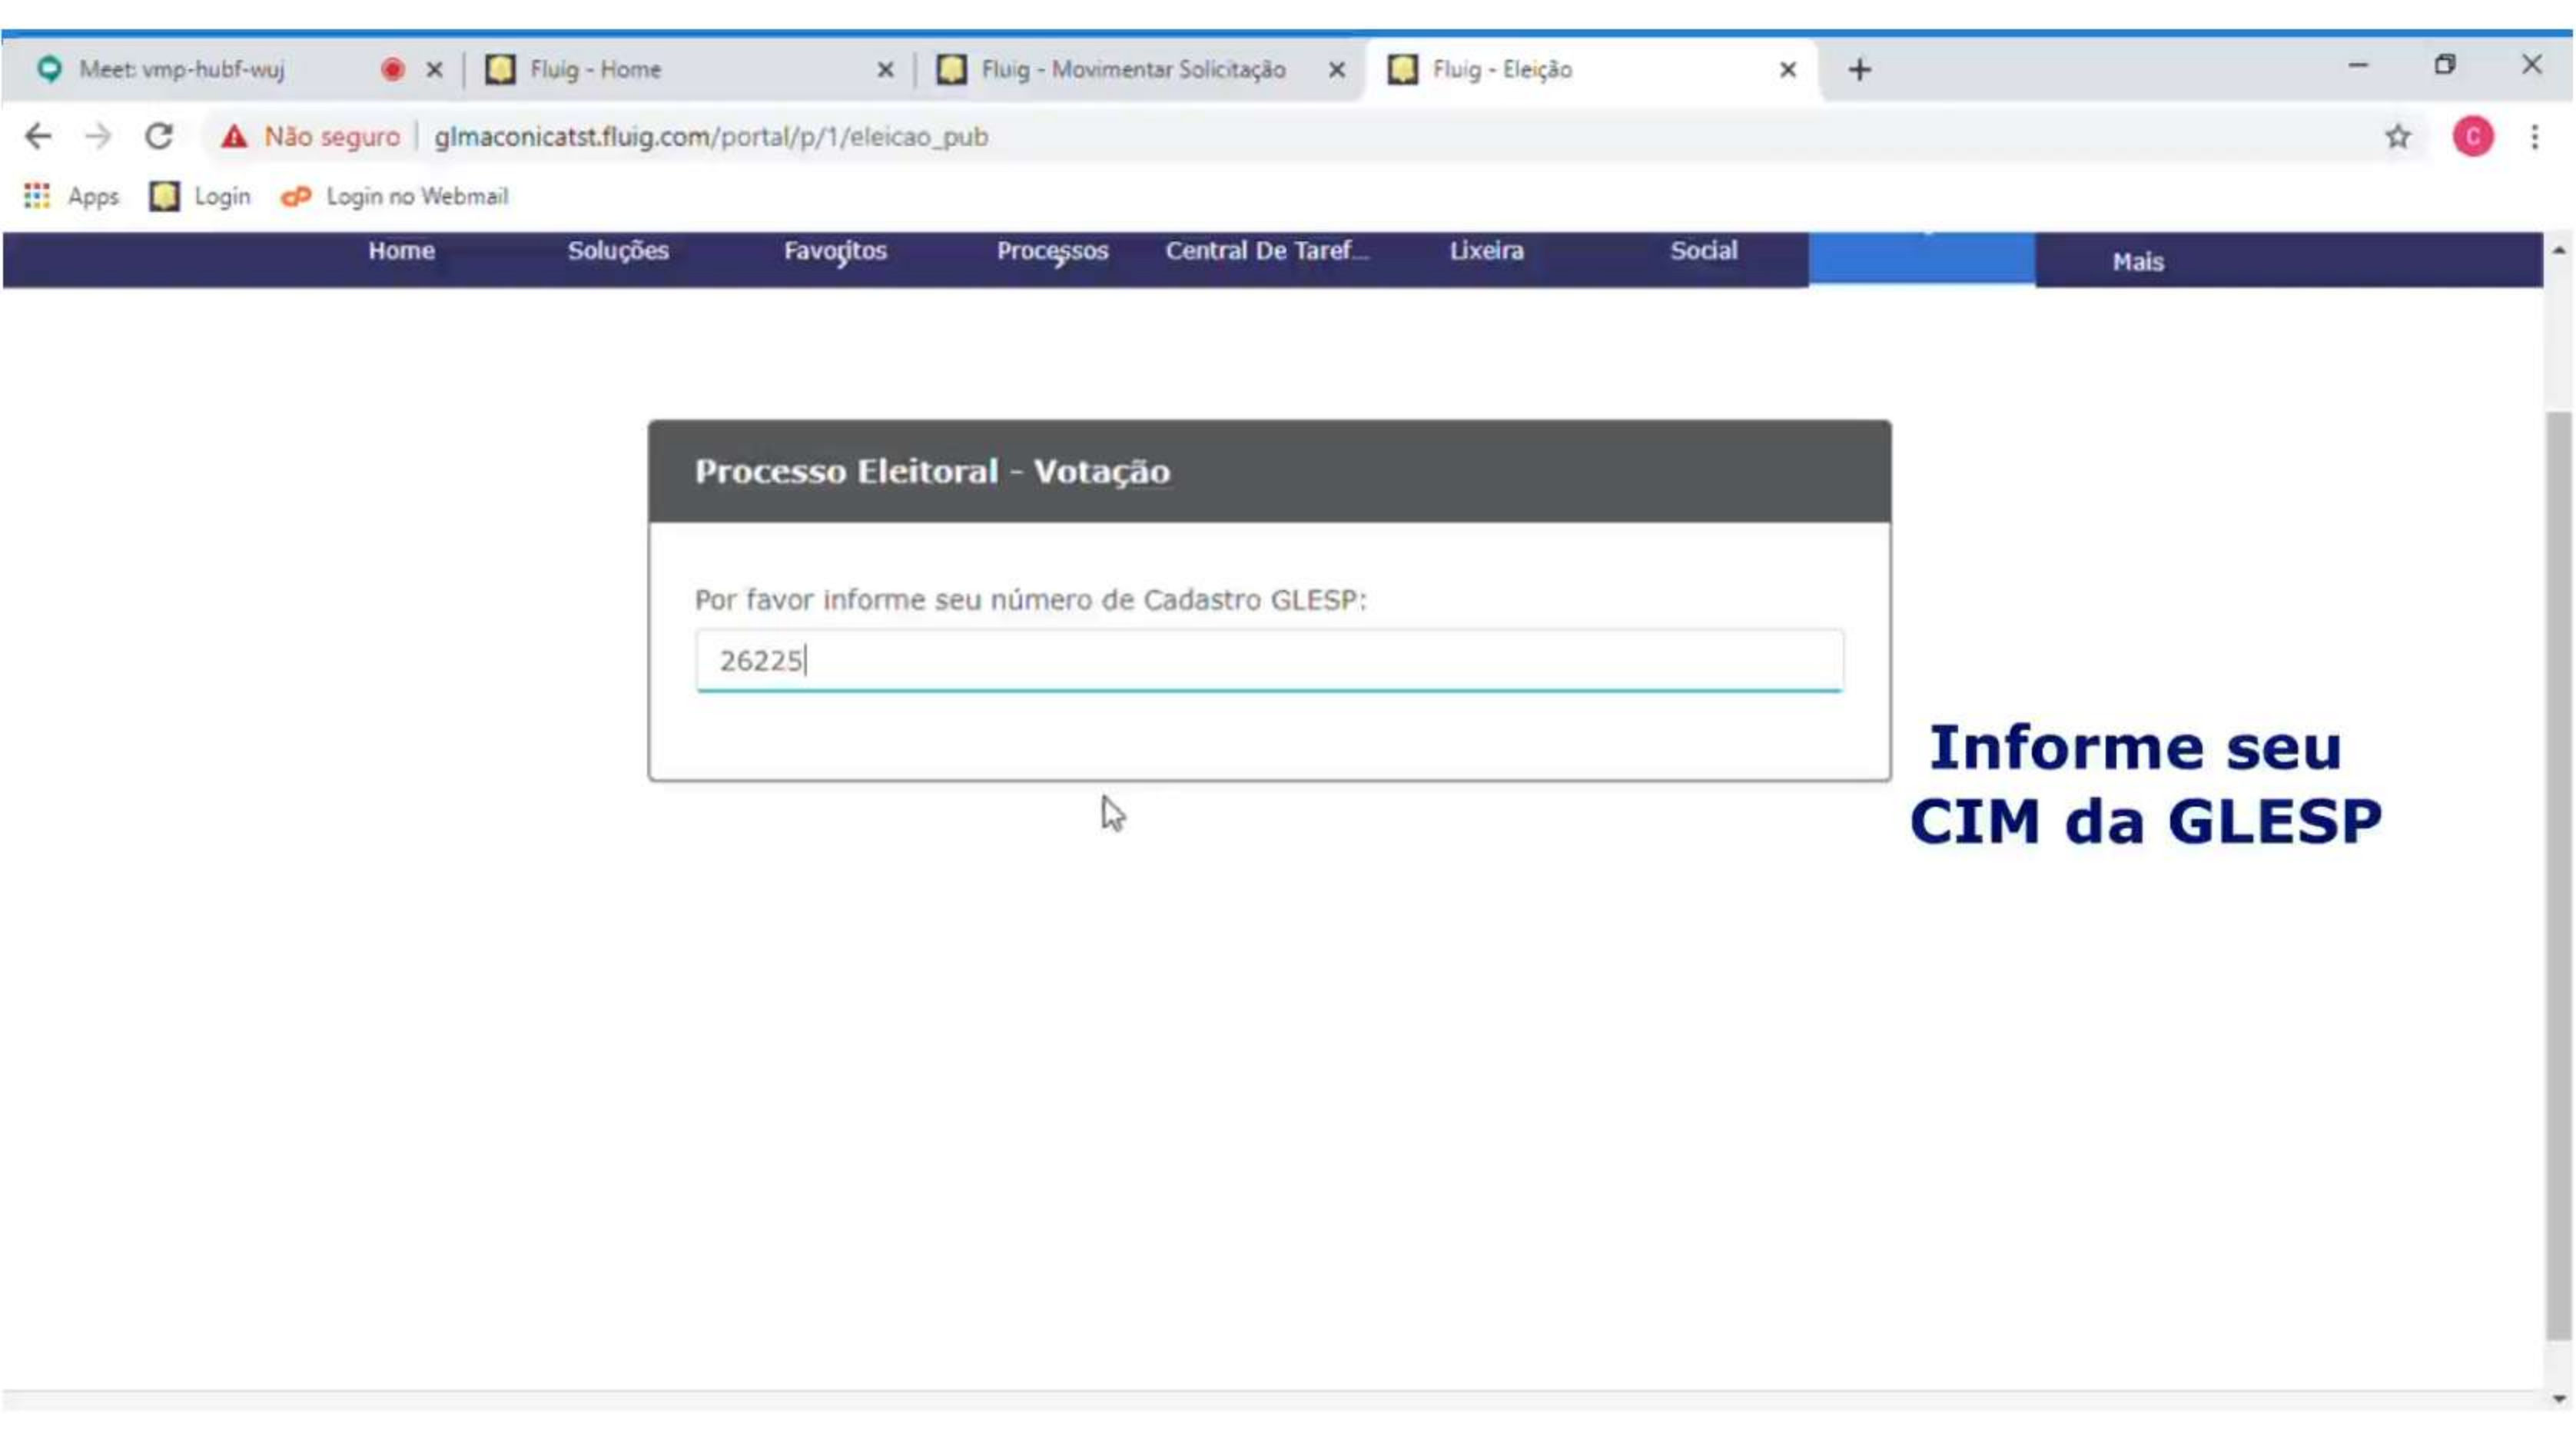 Meet: vmp-hubf-wuj
Fluig - Home
Fluig - Movimentar Solicitação
Fluig - Eleição
Não seguro | glmaconicatst.fluig.com/portal/p/1/eleicao_pub
C
Apps Login cP Login no Webmail
Home Soluções Favoritos Processos Central De Taref... Lixeira Social Mais
Processo Eleitoral - Votação
Por favor informe seu número de Cadastro GLESP:
26225
Informe seu
CIM da GLESP